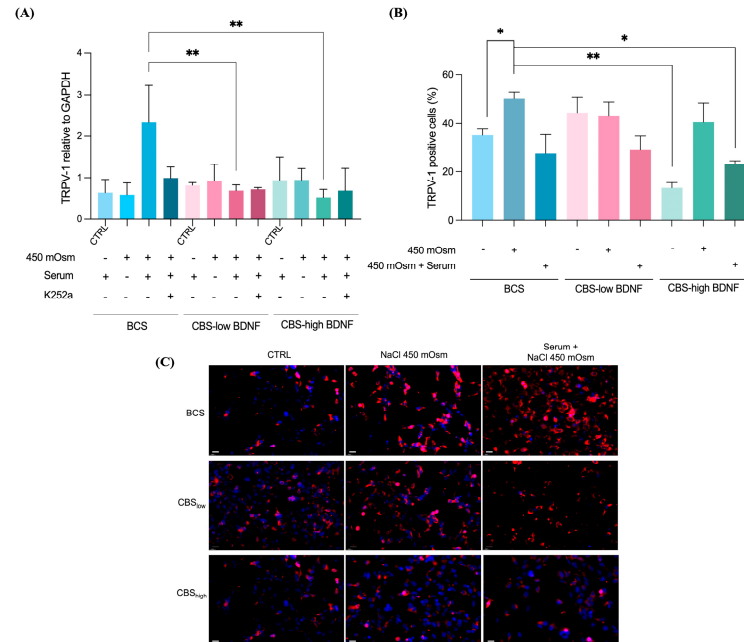 (A)
**
**
TRPV-1 relative to GAPDH
4
3
2
1
0
CTRL
CTRL
CTRL
450 mOsm - + + + - + + + - + + +
Serum + - + + + - + + + - + +
K252a - - - + - - - + - - - +
BCS CBS-low BDNF CBS-high BDNF
(B)
*
*
**
TRPV-1 positive cells (%)
60
40
20
0
450 mOsm - + - + - +
450 mOsm + Serum + + +
BCS CBS-low BDNF CBS-high BDNF
(C)
CTRL NaCl 450 mOsm Serum +
NaCl 450 mOsm
BCS
CBSlow
CBShigh